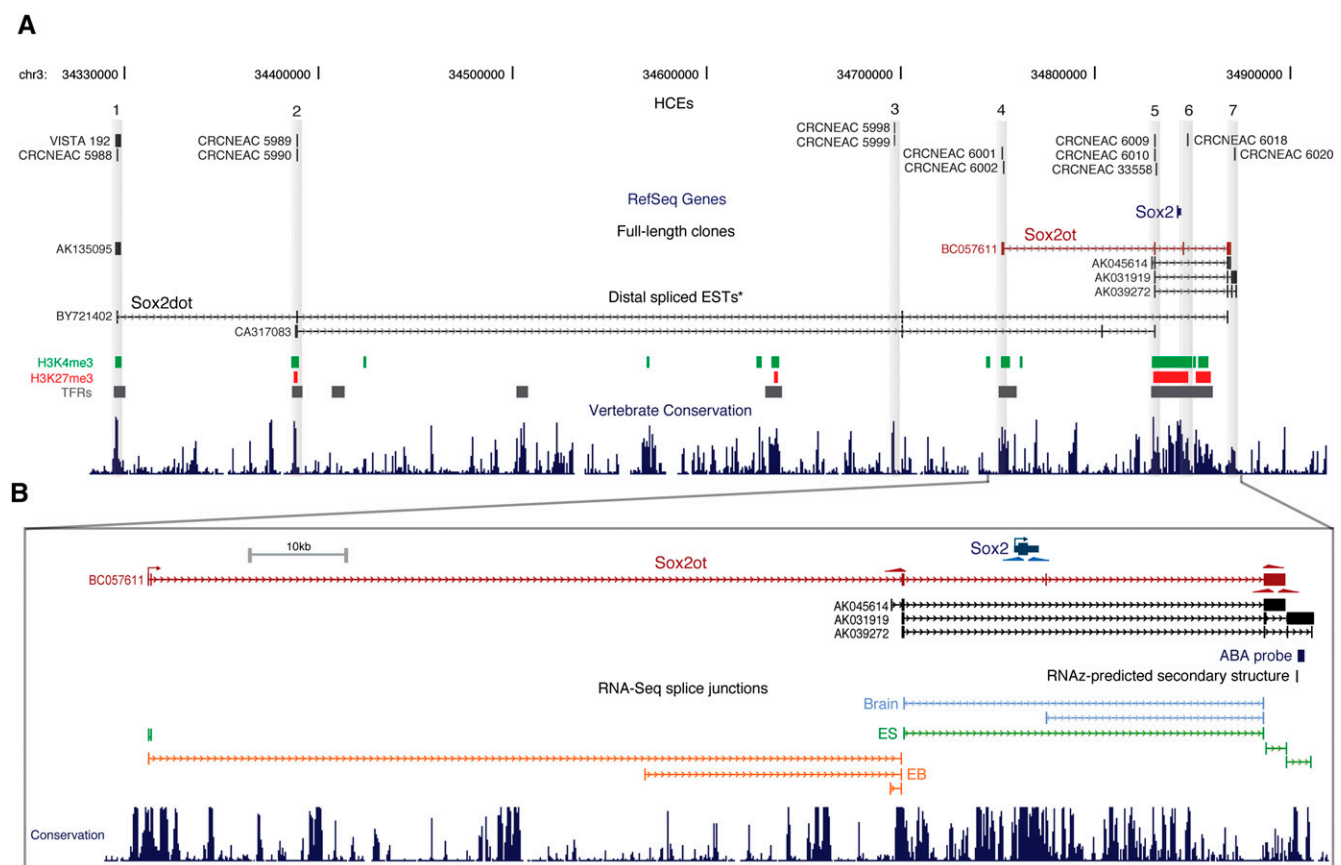 A
chr3: 34330000 34400000 34500000 34600000 34700000 34800000 34900000
HCEs
1 2 3 4 5 6 7
VISTA 192
CRCNEAC 5988
CRCNEAC 5989
CRCNEAC 5990
CRCNEAC 5998
CRCNEAC 5999
CRCNEAC 6001
CRCNEAC 6002
CRCNEAC 6009
CRCNEAC 6010
CRCNEAC 33558
CRCNEAC 6018
CRCNEAC 6020
RefSeq Genes
Sox2
Full-length clones
AK135095
BC057611
Sox2ot
AK045614
AK031919
AK039272
Distal spliced ESTs*
Sox2dot
BY721402
CA317083
H3K4me3
H3K27me3
TFRs
Vertebrate Conservation
B
10kb
Sox2
Sox2ot
BC057611
AK045614
AK031919
AK039272
ABA probe
RNAz-predicted secondary structure
RNA-Seq splice junctions
Brain
ES
EB
Conservation